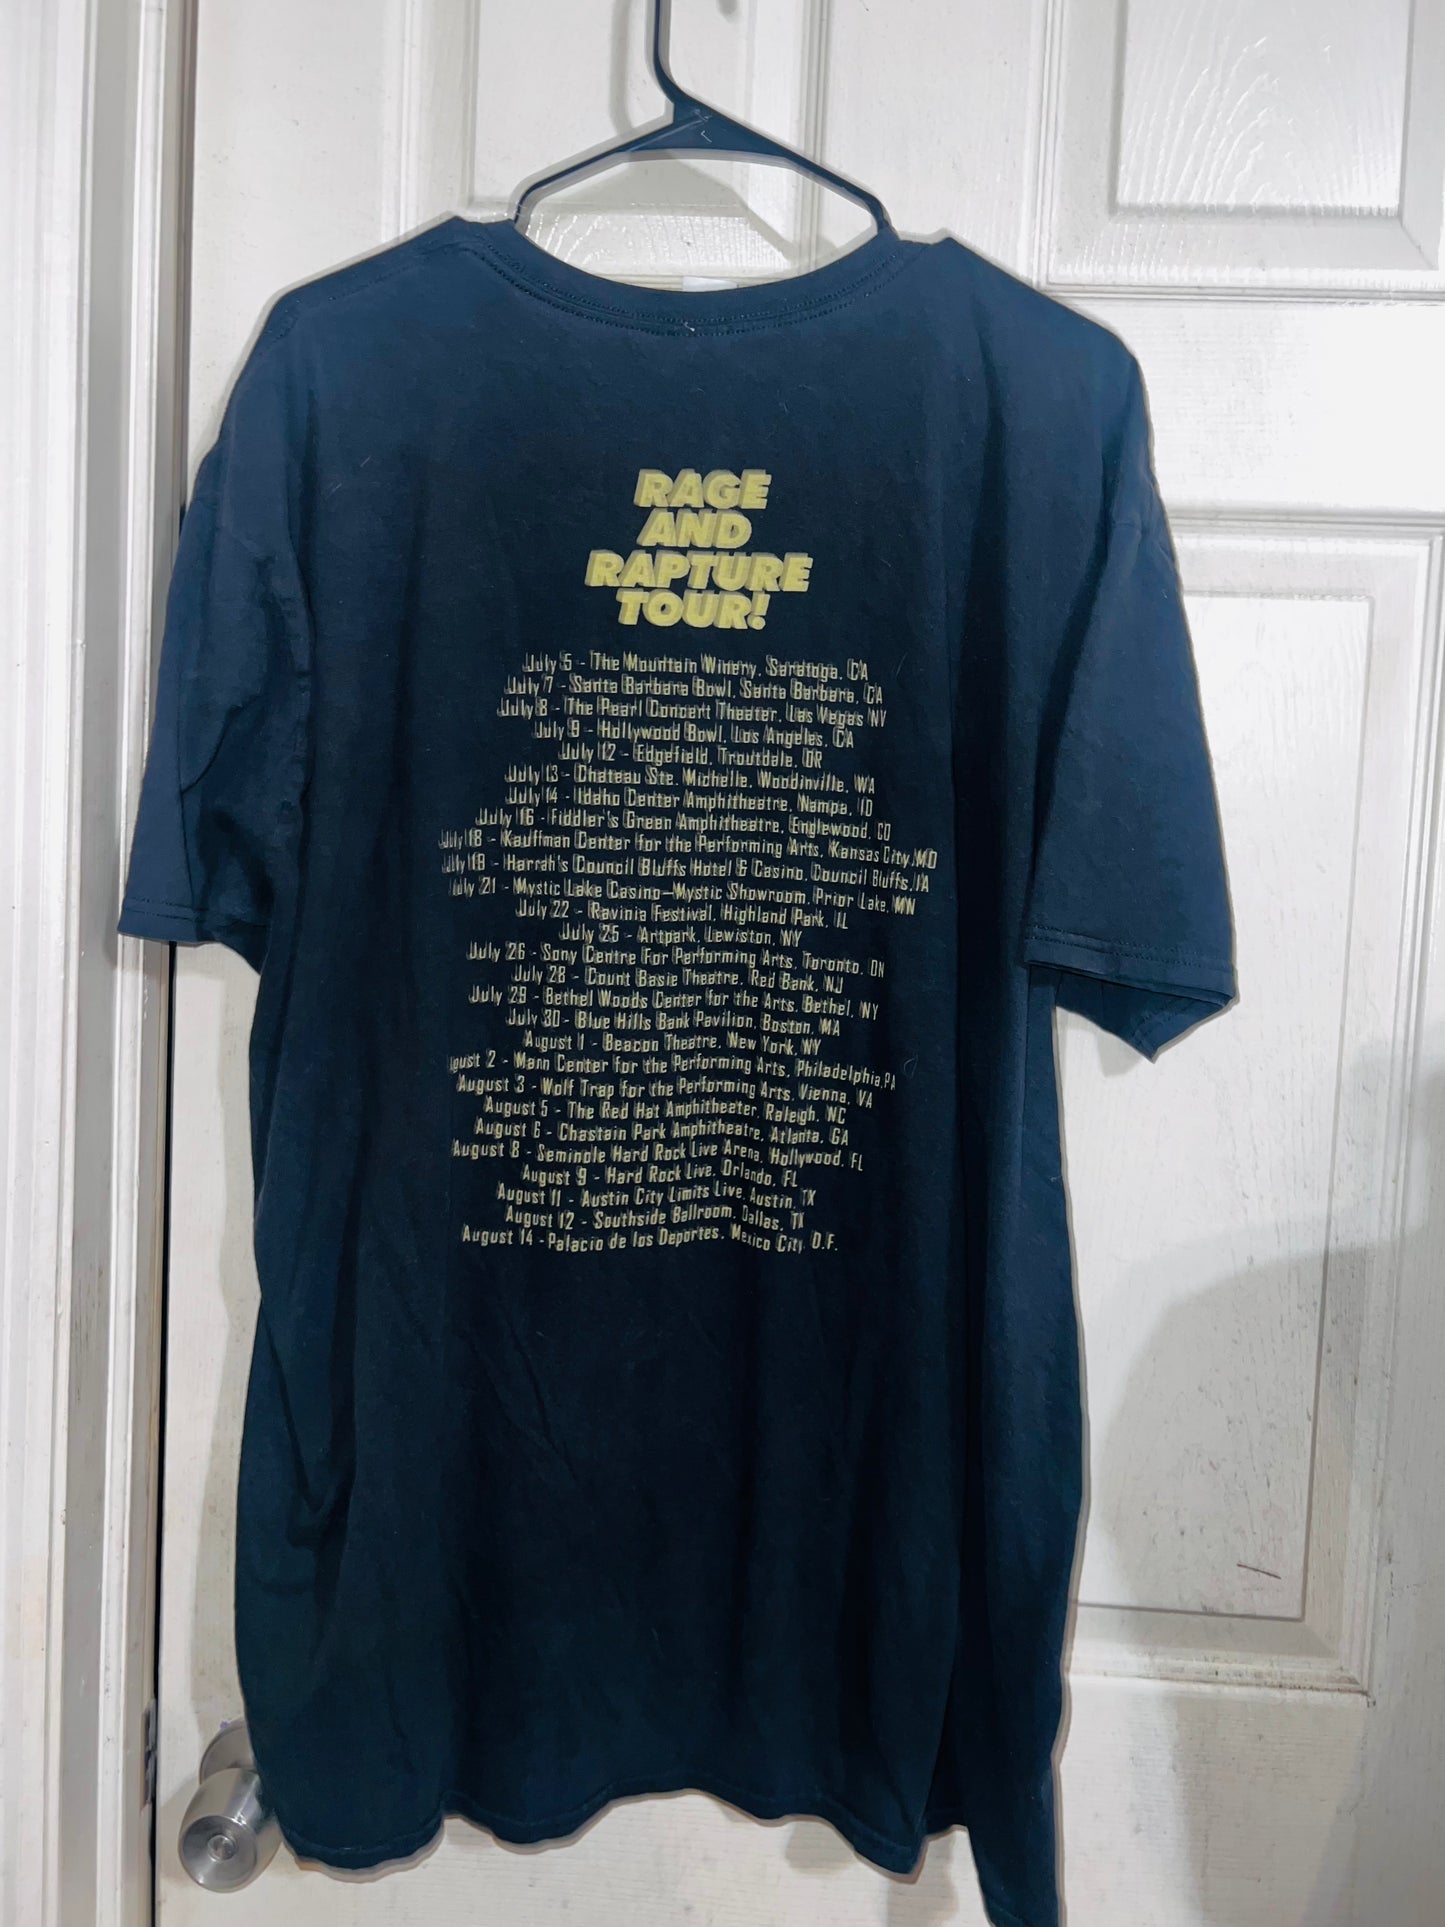 RAGE
AND
RAPTURE
TOUR!
July 5 - The Mountain Winery, Saratoga, CA
July 7 - Santa Barbara Bowl, Santa Barbara, CA
July 8 - The Pearl Concert Theater, Las Vegas NV
July 9 - Hollywood Bowl, Los Angeles, CA
July 12 - Edgefield, Troutdale, OR
July 13 - Chateau Ste. Michelle, Woodinville, WA
July 14 - Idaho Center Amphitheatre, Nampa, ID
July 16 - Fiddler's Green Amphitheatre, Englewood, CO
July 18 - Kauffman Center for the Performing Arts, Kansas City, MO
July 19 - Harrah's Council Bluffs Hotel & Casino, Council Bluffs, IA
July 21 - Mystic Lake Casino—Mystic Showroom, Prior Lake, MN
July 22 - Ravinia Festival, Highland Park, IL
July 25 - Artpark, Lewiston, NY
July 26 - Sony Centre For Performing Arts, Toronto, ON
July 28 - Count Basie Theatre, Red Bank, NJ
July 29 - Bethel Woods Center for the Arts, Bethel, NY
July 30 - Blue Hills Bank Pavilion, Boston, MA
August 1 - Beacon Theatre, New York, NY
ugust 2 - Mann Center for the Performing Arts, Philadelphia, PA
August 3 - Wolf Trap for the Performing Arts, Vienna, VA
August 5 - The Red Hat Amphitheater, Raleigh, NC
August 6 - Chastain Park Amphitheatre, Atlanta, GA
August 8 - Seminole Hard Rock Live Arena, Hollywood, FL
August 9 - Hard Rock Live, Orlando, FL
August 11 - Austin City Limits Live, Austin, TX
August 12 - Southside Ballroom, Dallas, TX
August 14 - Palacio de los Deportes, Mexico City, D.F.